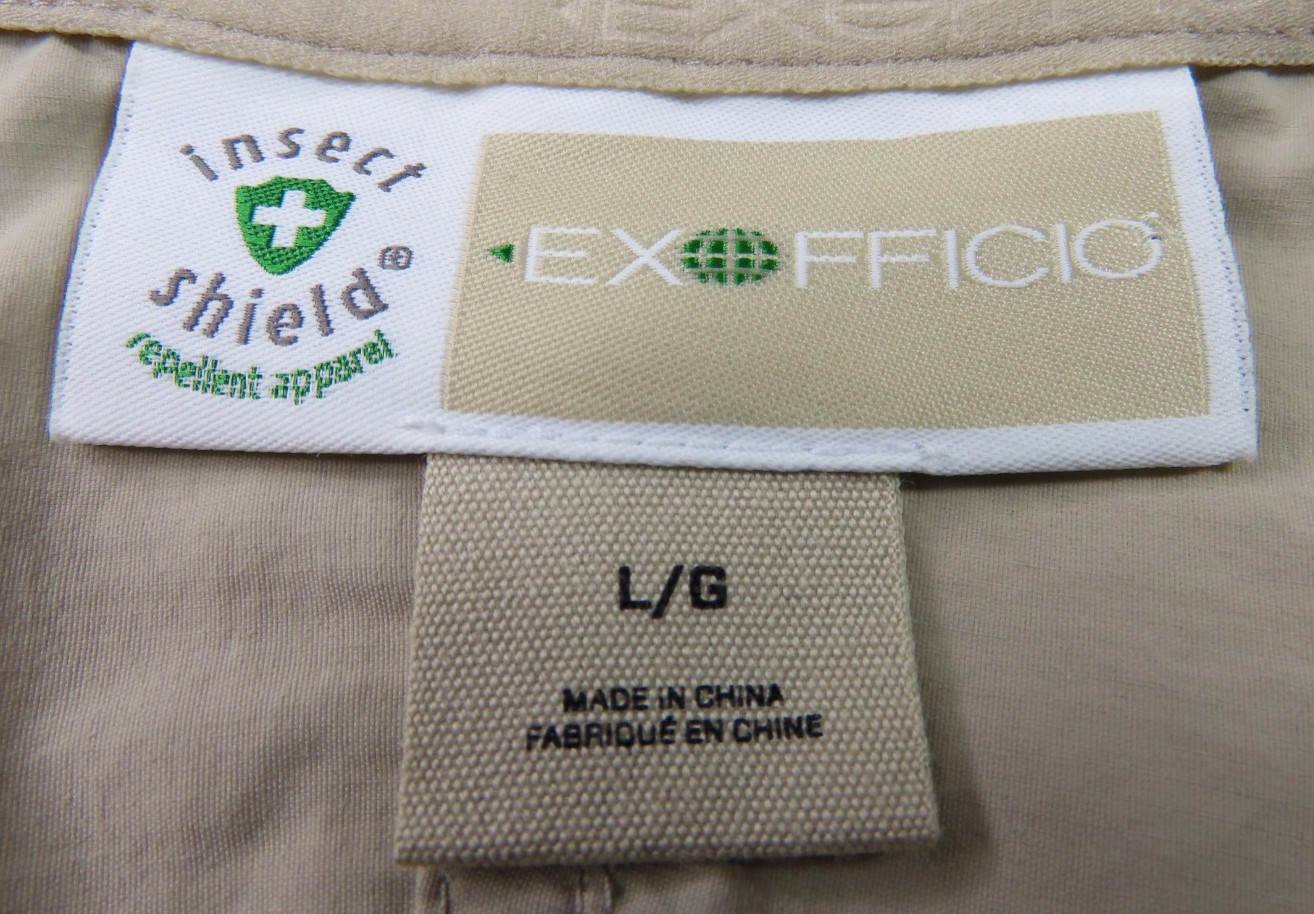 insect
shield®
repellent apparel
EXOFFICIO
L/G
MADE IN CHINA
FABRIQUÉ EN CHINE